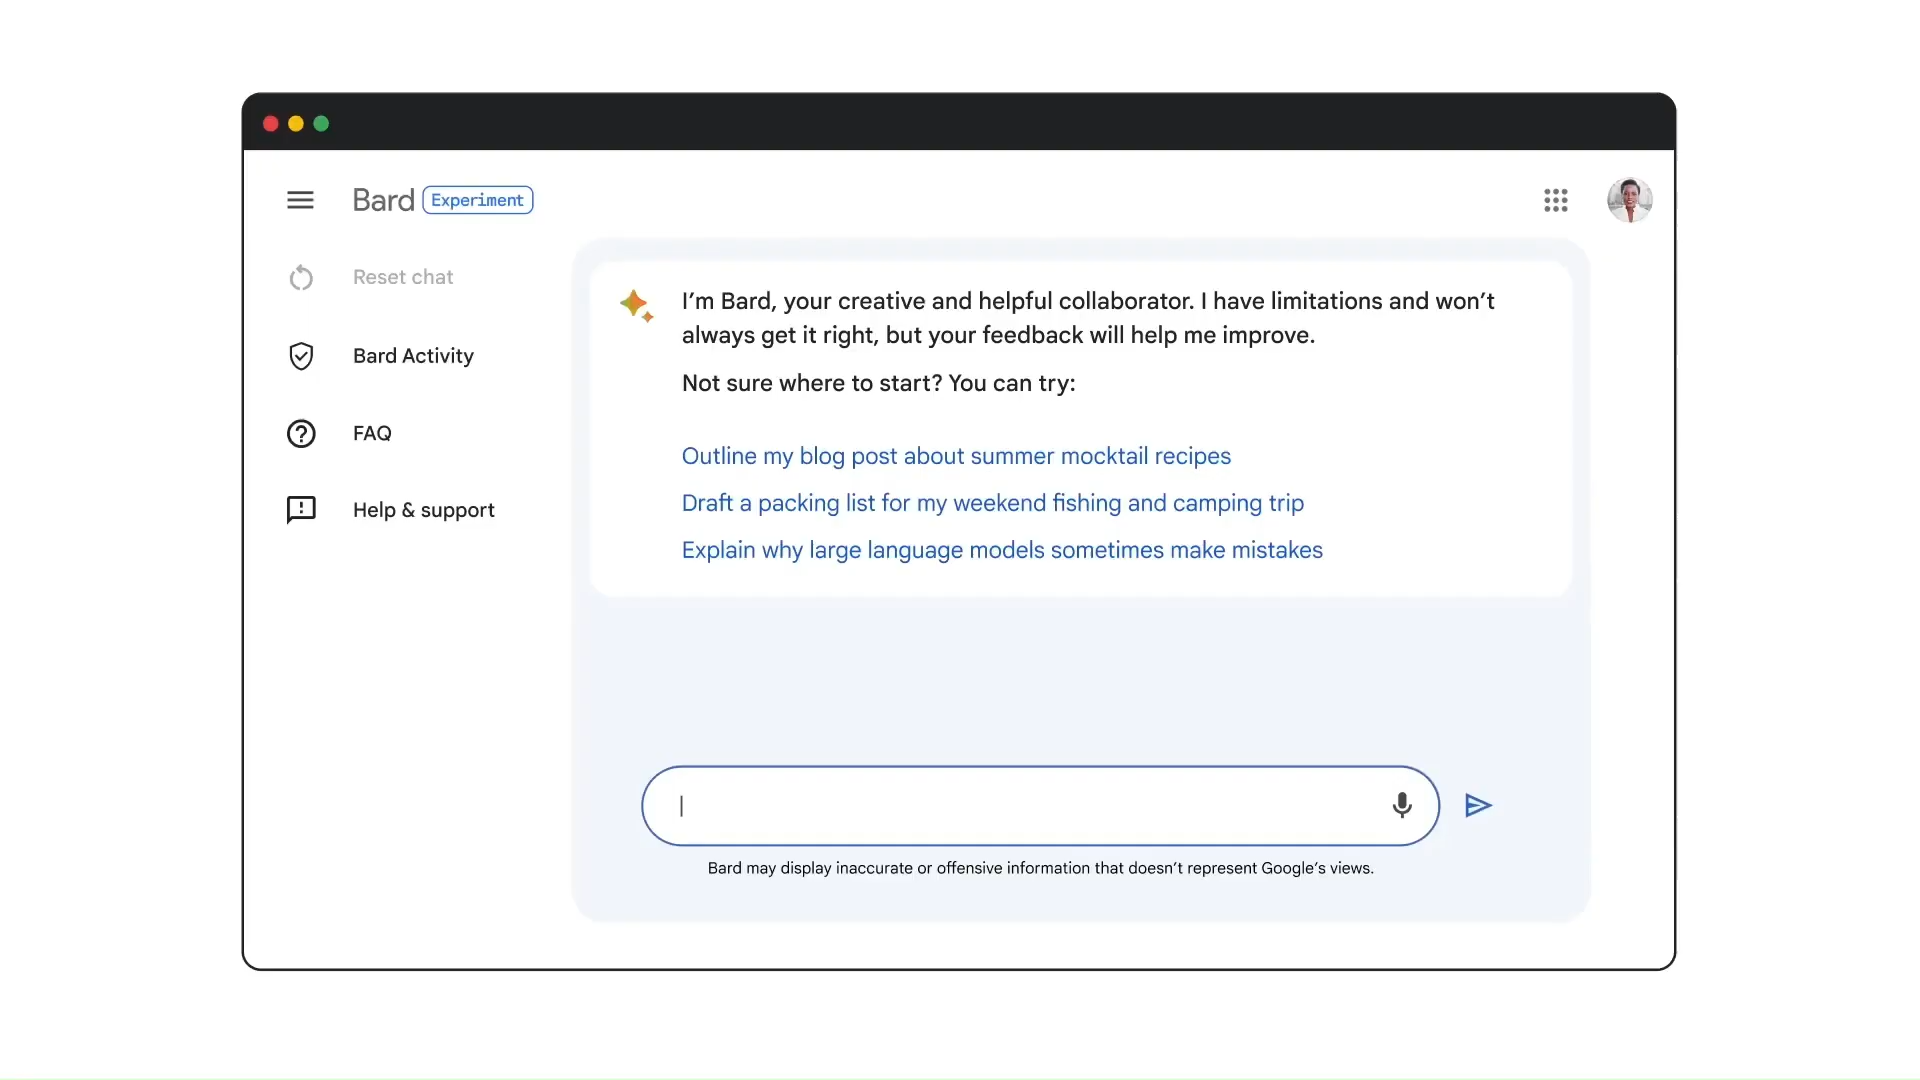 Bard Experiment
Reset chat
Bard Activity
FAQ
Help & support
I’m Bard, your creative and helpful collaborator. I have limitations and won’t
always get it right, but your feedback will help me improve.
Not sure where to start? You can try:
Outline my blog post about summer mocktail recipes
Draft a packing list for my weekend fishing and camping trip
Explain why large language models sometimes make mistakes
Bard may display inaccurate or offensive information that doesn’t represent Google’s views.